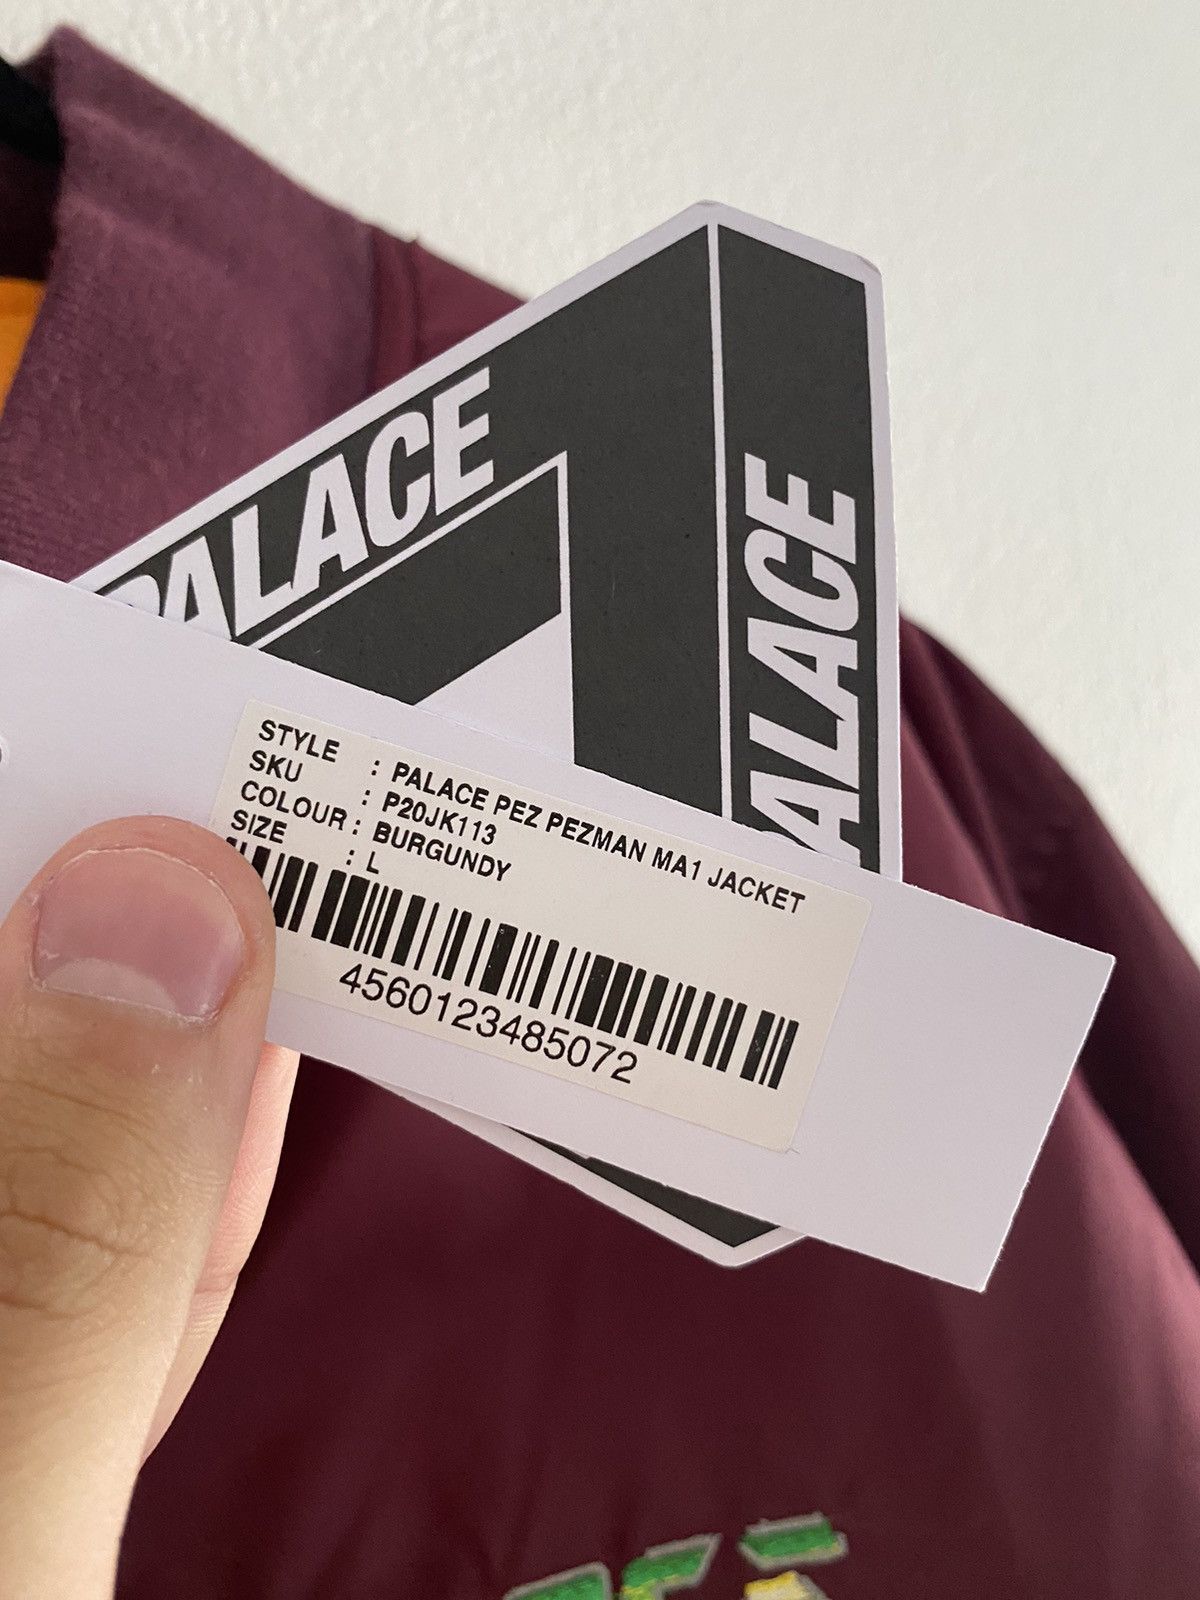 PALACE
PALACE
STYLE : PALACE PEZ PEZMAN MA1 JACKET
SKU : P20JK113
COLOUR : BURGUNDY
SIZE : L
4560123485072